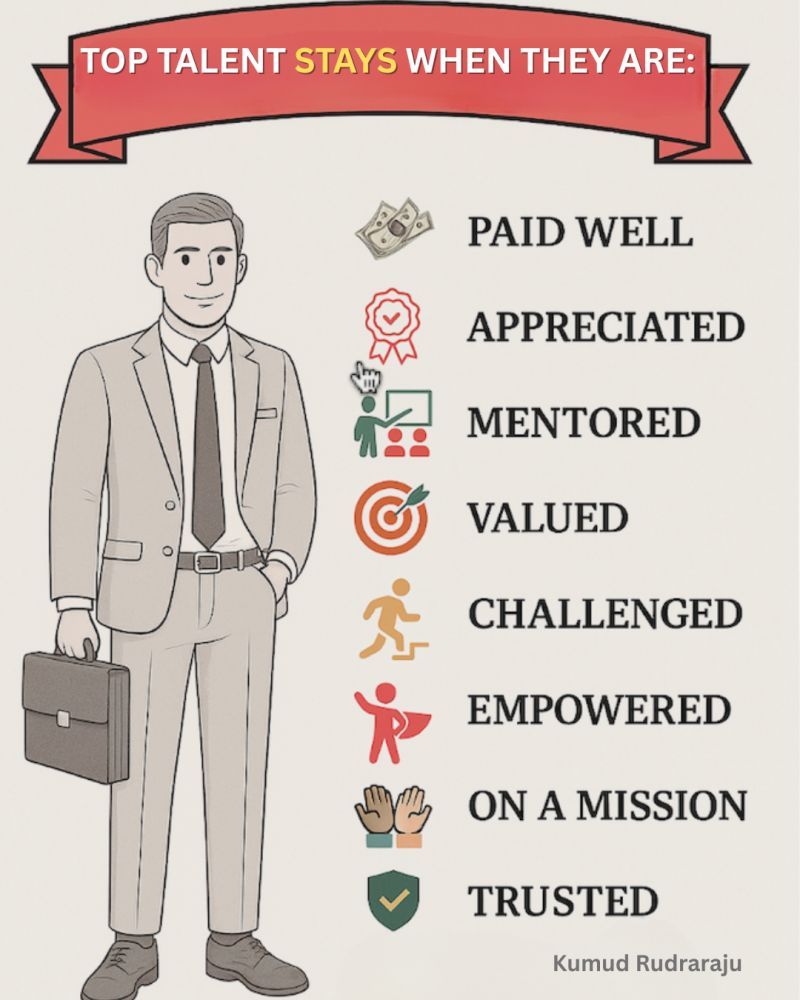 TOP TALENT STAYS WHEN THEY ARE:
PAID WELL
APPRECIATED
MENTORED
VALUED
CHALLENGED
EMPOWERED
ON A MISSION
TRUSTED
Kumud Rudraraju